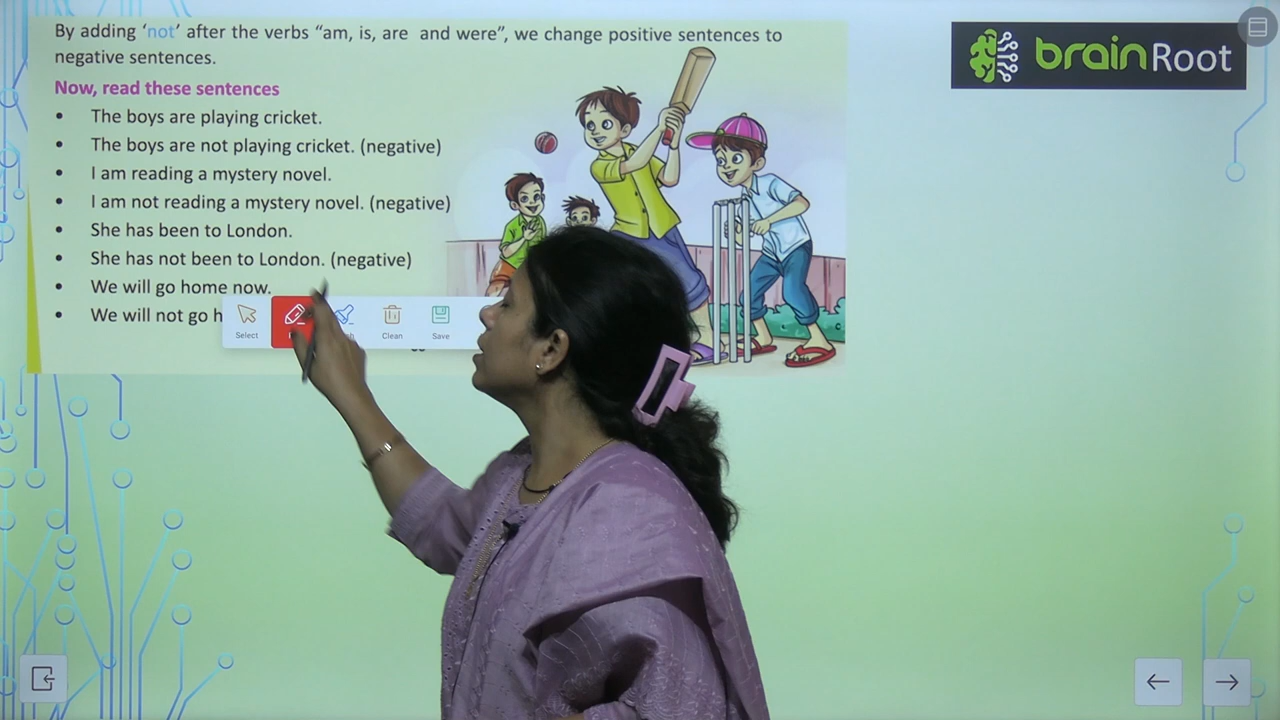 By adding ‘not’ after the verbs “am, is, are and were”, we change positive sentences to
negative sentences.
Now, read these sentences
• The boys are playing cricket.
• The boys are not playing cricket. (negative)
• I am reading a mystery novel.
• I am not reading a mystery novel. (negative)
• She has been to London.
• She has not been to London. (negative)
• We will go home now.
• We will not go h
Select
Clean
Save
brainRoot